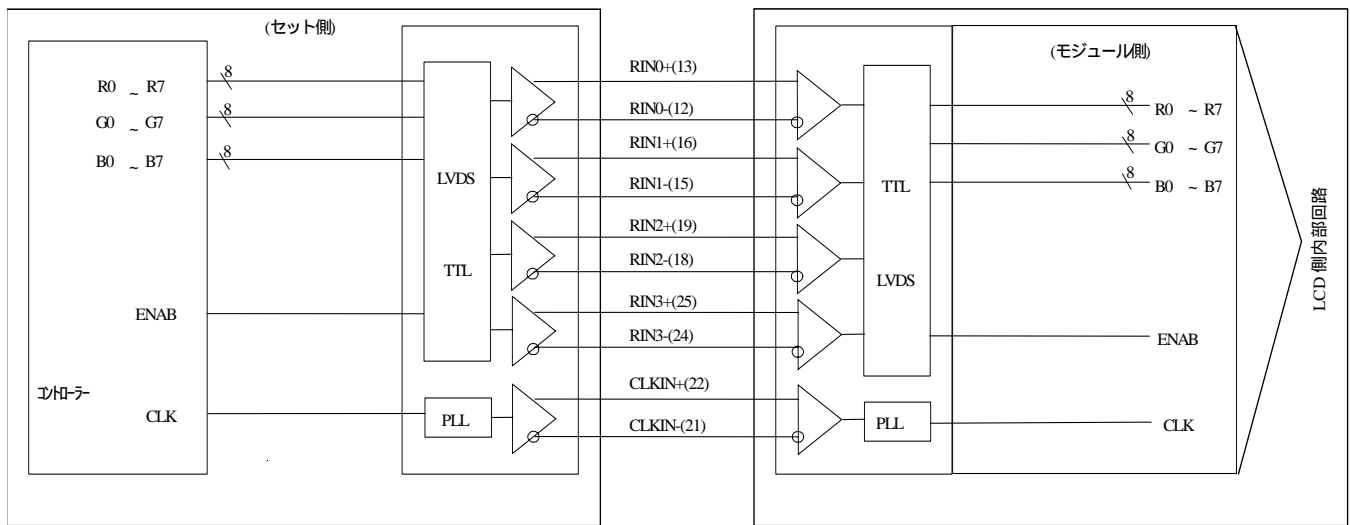 (セット側)
R0 ~ R7
8
G0 ~ G7
8
B0 ~ B7
8
ENAB
コントローラー
CLK
LVDS
TTL
PLL
RIN0+(13)
RIN0-(12)
RIN1+(16)
RIN1-(15)
RIN2+(19)
RIN2-(18)
RIN3+(25)
RIN3-(24)
CLKIN+(22)
CLKIN-(21)
TTL
LVDS
PLL
(モジュール側)
8
R0 ~ R7
8
G0 ~ G7
8
B0 ~ B7
ENAB
CLK
LCD 側内部回路